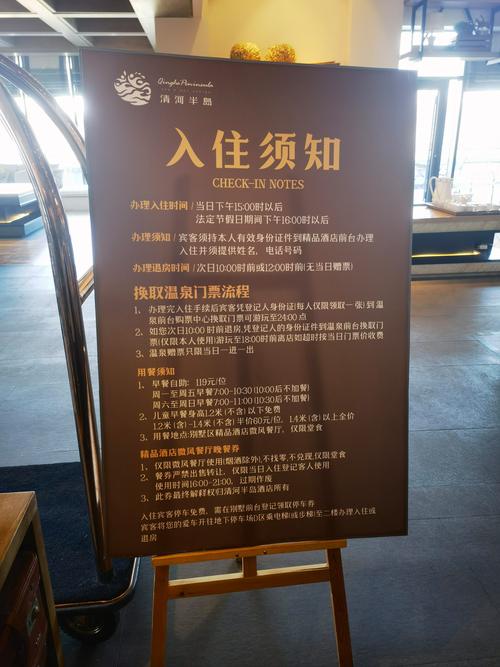 Qinghe Peninsula
清河半岛
入住须知
CHECK-IN NOTES
办理入住时间 / 当日下午15:00时以后
法定节假日期间下午16:00时以后
办理须知 / 宾客须持本人有效身份证件到精品酒店前台办理
入住并须提供姓名，电话号码
办理退房时间 / 次日10:00时前或12:00时前(无当日赠票)
换取温泉门票流程
1、办理完入住手续后宾客凭登记人身份证(每人仅限领取一张)到温
泉前台购票中心换取门票可游玩至24:00点
2、如您次日10:00时前退房,凭登记人的身份证件到温泉前台换取门
票(仅限本人使用)游玩至18:00时前离店如超时按当日门票价收费
3、温泉赠票只限当日一进一出
用餐须知
1、早餐自助：119元/位
周一至周五早餐7:00-10:30(10:00后不加餐)
周六至周日早餐7:00-11:00(10:30后不加餐)
2、儿童早餐身高1.2米(不含)以下免费
1.2米(含)-1.4米(不含)半价60元/位，1.4米(含)以上全价
3、用餐地点:别墅区精品酒店微风餐厅，仅限堂食
精品酒店微风餐厅晚餐券
1、仅限微风餐厅使用(烟酒除外),不找零,不兑现,仅限堂食
2、餐券严禁出售转让，仅限当日入住登记客人使用
使用时间16:00-21:00，过期作废
3、此券最终解释权归清河半岛酒店所有
入住宾客停车免费，需在别墅前台登记领取停车券
宾客将您的爱车开往地下停车场D区乘电梯(或步梯)至二楼办理入住或
退房